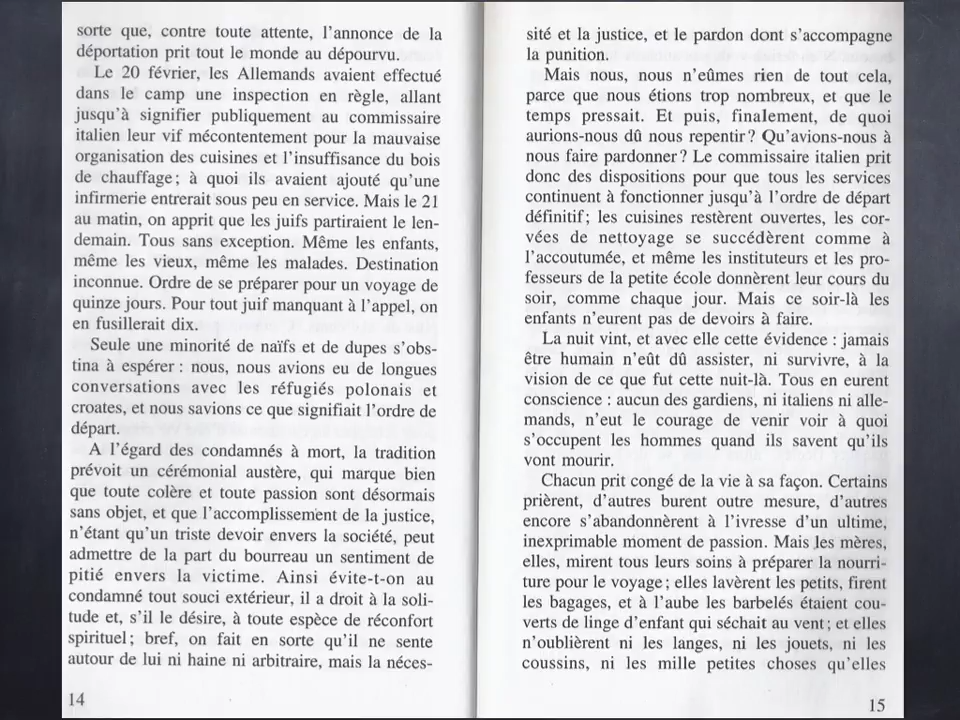 sorte que, contre toute attente, l'annonce de la
déportation prit tout le monde au dépourvu.
Le 20 février, les Allemands avaient effectué
dans le camp une inspection en règle, allant
jusqu'à signifier publiquement au commissaire
italien leur vif mécontentement pour la mauvaise
organisation des cuisines et l'insuffisance du bois
de chauffage ; à quoi ils avaient ajouté qu'une
infirmerie entrerait sous peu en service. Mais le 21
au matin, on apprit que les juifs partiraient le len-
demain. Tous sans exception. Même les enfants,
même les vieux, même les malades. Destination
inconnue. Ordre de se préparer pour un voyage de
quinze jours. Pour tout juif manquant à l'appel, on
en fusillerait dix.
Seule une minorité de naïfs et de dupes s'obs-
tina à espérer : nous, nous avions eu de longues
conversations avec les réfugiés polonais et
croates, et nous savions ce que signifiait l'ordre de
départ.
A l'égard des condamnés à mort, la tradition
prévoit un cérémonial austère, qui marque bien
que toute colère et toute passion sont désormais
sans objet, et que l'accomplissement de la justice,
n'étant qu'un triste devoir envers la société, peut
admettre de la part du bourreau un sentiment de
pitié envers la victime. Ainsi évite-t-on au
condamné tout souci extérieur, il a droit à la soli-
tude et, s'il le désire, à toute espèce de réconfort
spirituel ; bref, on fait en sorte qu'il ne sente
autour de lui ni haine ni arbitraire, mais la néces-
14
sité et la justice, et le pardon dont s'accompagne
la punition.
Mais nous, nous n'eûmes rien de tout cela,
parce que nous étions trop nombreux, et que le
temps pressait. Et puis, finalement, de quoi
aurions-nous dû nous repentir ? Qu'avions-nous à
nous faire pardonner ? Le commissaire italien prit
donc des dispositions pour que tous les services
continuent à fonctionner jusqu'à l'ordre de départ
définitif ; les cuisines restèrent ouvertes, les cor-
vées de nettoyage se succédèrent comme à
l'accoutumée, et même les instituteurs et les pro-
fesseurs de la petite école donnèrent leur cours du
soir, comme chaque jour. Mais ce soir-là les
enfants n'eurent pas de devoirs à faire.
La nuit vint, et avec elle cette évidence : jamais
être humain n'eût dû assister, ni survivre, à la
vision de ce que fut cette nuit-là. Tous en eurent
conscience : aucun des gardiens, ni italiens ni alle-
mands, n'eut le courage de venir voir à quoi
s'occupent les hommes quand ils savent qu'ils
vont mourir.
Chacun prit congé de la vie à sa façon. Certains
prièrent, d'autres burent outre mesure, d'autres
encore s'abandonnèrent à l'ivresse d'un ultime,
inexprimable moment de passion. Mais les mères,
elles, mirent tous leurs soins à préparer la nourri-
ture pour le voyage ; elles lavèrent les petits, firent
les bagages, et à l'aube les barbelés étaient cou-
verts de linge d'enfant qui séchait au vent ; et elles
n'oublièrent ni les langes, ni les jouets, ni les
coussins, ni les mille petites choses qu'elles
15